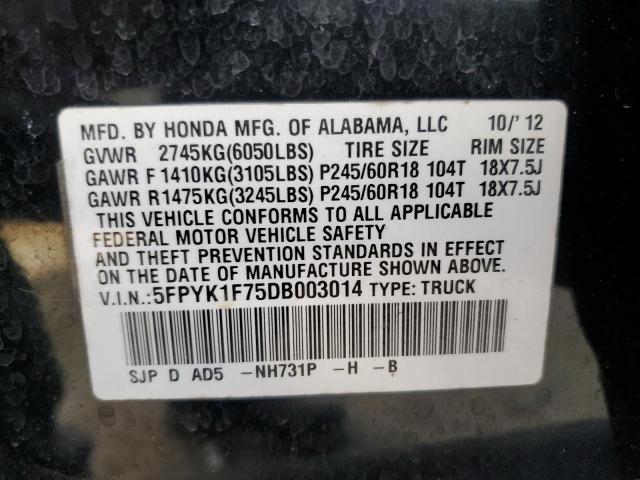 MFD. BY HONDA MFG. OF ALABAMA, LLC 10/'12
GVWR 2745KG(6050LBS) TIRE SIZE RIM SIZE
GAWR F 1410KG(3105LBS) P245/60R18 104T 18X7.5J
GAWR R 1475KG(3245LBS) P245/60R18 104T 18X7.5J
THIS VEHICLE CONFORMS TO ALL APPLICABLE
FEDERAL MOTOR VEHICLE SAFETY
AND THEFT PREVENTION STANDARDS IN EFFECT
ON THE DATE OF MANUFACTURE SHOWN ABOVE.
V.I.N.:5FPYK1F75DB003014 TYPE: TRUCK
SJP D AD5 -NH731P -H -B